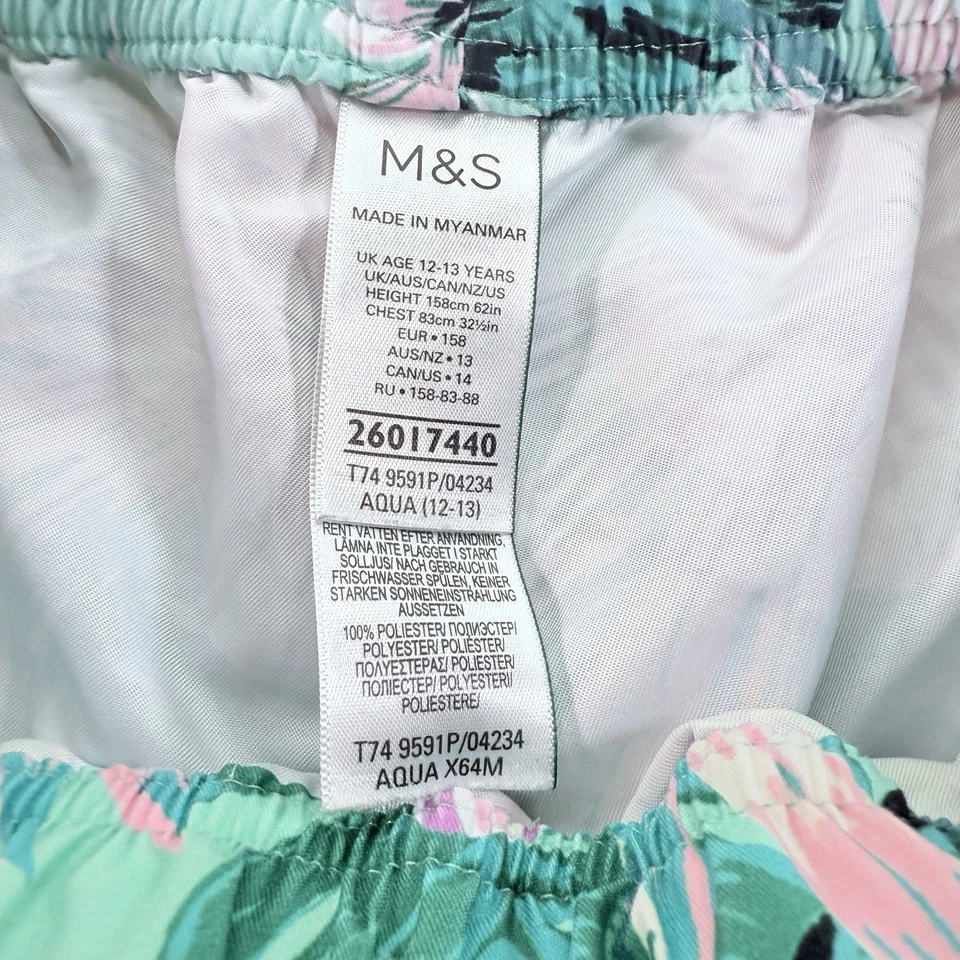 M&S
MADE IN MYANMAR
UK AGE 12-13 YEARS
UK/AUS/CAN/NZ/US
HEIGHT 158cm 62in
CHEST 83cm 32½in
EUR • 158
AUS/NZ • 13
CAN/US • 14
RU • 158-83-88
26017440
T74 9591P/04234
AQUA (12-13)
RENT VATTEN EFTER ANVÄNDNING,
LÄMNA INTE PLAGGET I STARKT
SOLLJUS/ NACH GEBRAUCH IN
FRISCHWASSER SPÜLEN, KEINER
STARKEN SONNENEINSTRAHLUNG
AUSSETZEN
100% POLIESTER/ ПОЛИЭСТЕР/
POLYESTER/ POLIÉSTER/
ΠΟΛΥΕΣΤΕΡΑΣ/ POLIESTER/
ПОЛІЕСТЕР/ POLYESTERI/
POLIESTERE/
T74 9591P/04234
AQUA X64M